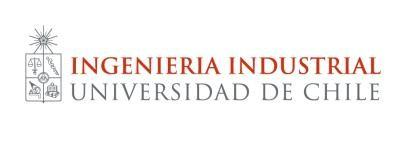 INGENIERIA INDUSTRIAL
UNIVERSIDAD DE CHILE